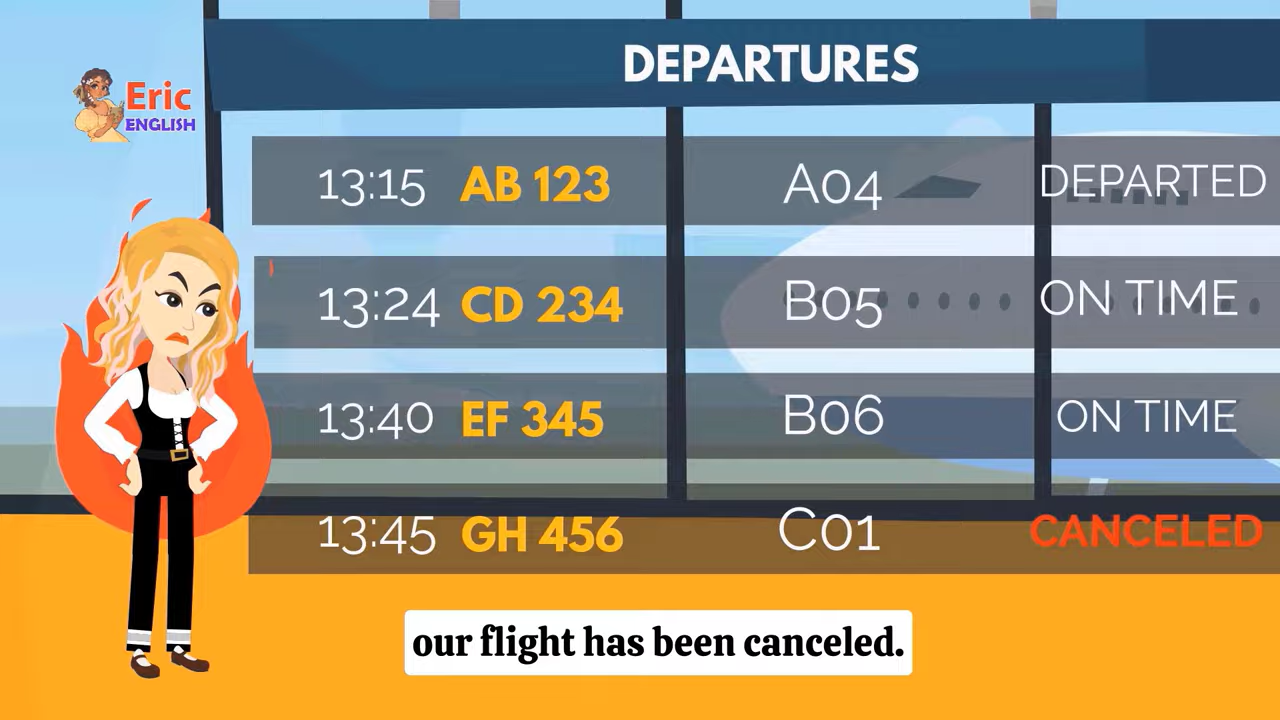 DEPARTURES
Eric
ENGLISH
13:15 AB 123 A04 DEPARTED
13:24 CD 234 B05 ON TIME
13:40 EF 345 B06 ON TIME
13:45 GH 456 C01 CANCELED
our flight has been canceled.